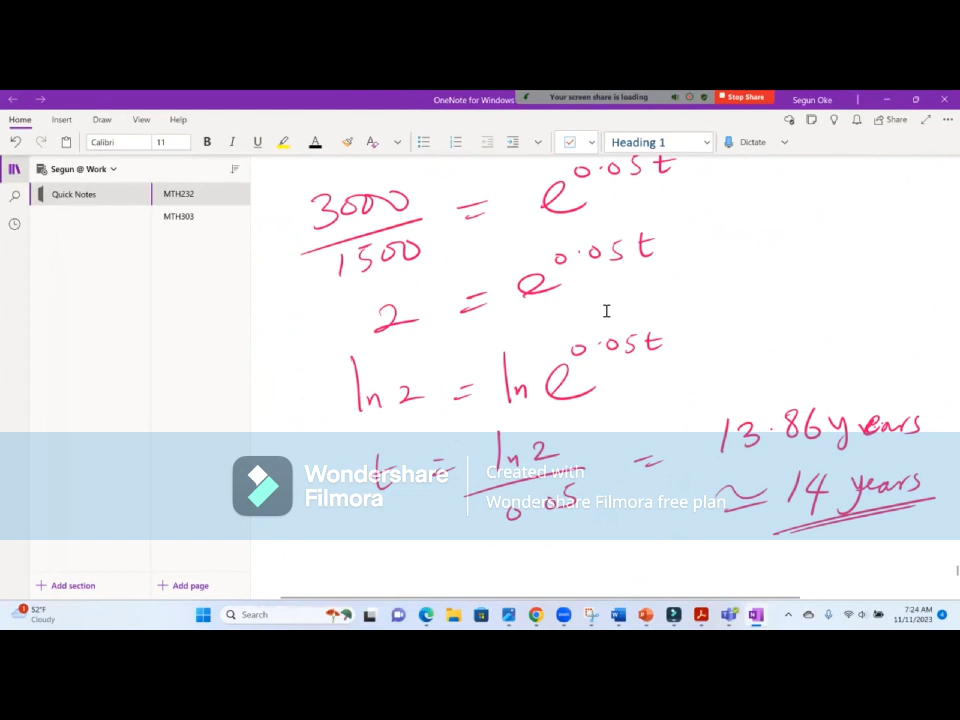 OneNote for Windows
Your screen share is loading
Stop Share
Segun Oke
Home Insert Draw View Help
Share
Calibri 11 B I U A Heading 1 Dictate
Segun @ Work
Quick Notes
MTH232
MTH303
3000/1500 = e^0.05t
2 = e^0.05t
ln 2 = ln e^0.05t
t = ln 2/0.05 = 13.86 years
≈ 14 years
Wondershare
Filmora
Created with
Wondershare Filmora free plan
+ Add section
+ Add page
1
52°F
Cloudy
Search
7:24 AM
11/11/2023
4